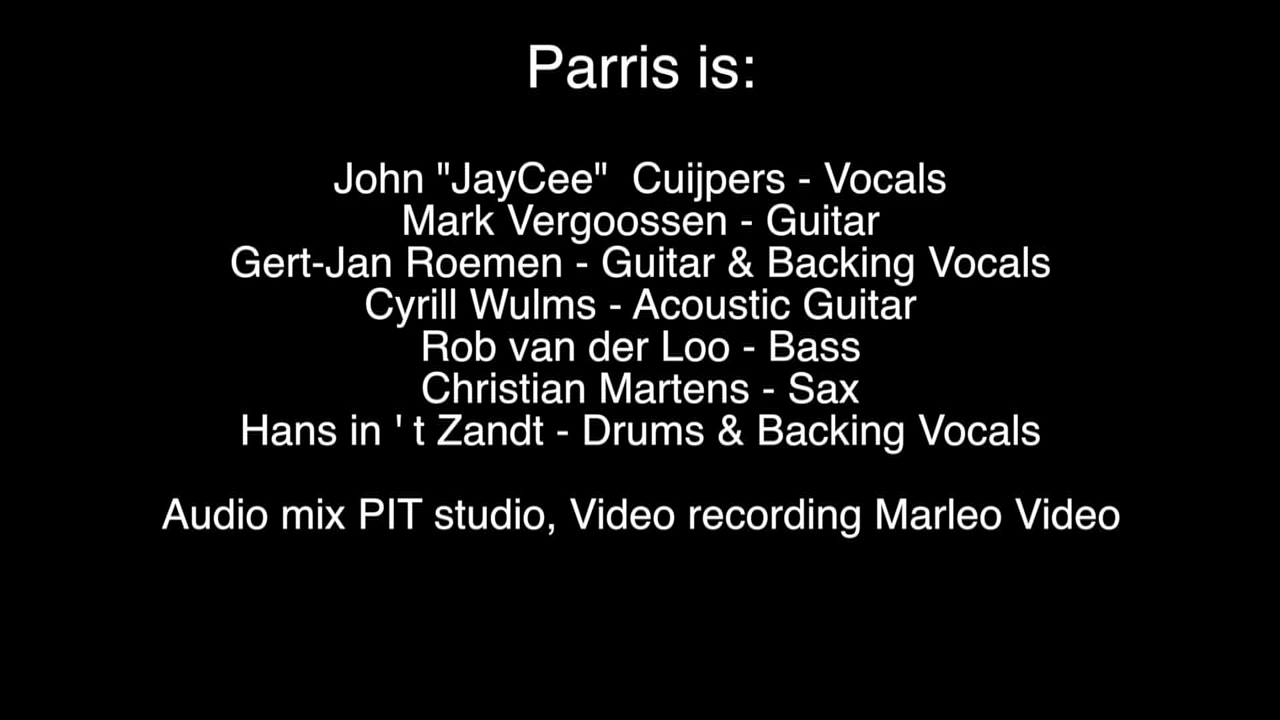 Parris is:
John "JayCee"  Cuijpers - Vocals
Mark Vergoossen - Guitar
Gert-Jan Roemen - Guitar & Backing Vocals
Cyrill Wulms - Acoustic Guitar
Rob van der Loo - Bass
Christian Martens - Sax
Hans in ' t Zandt - Drums & Backing Vocals
Audio mix PIT studio, Video recording Marleo Video